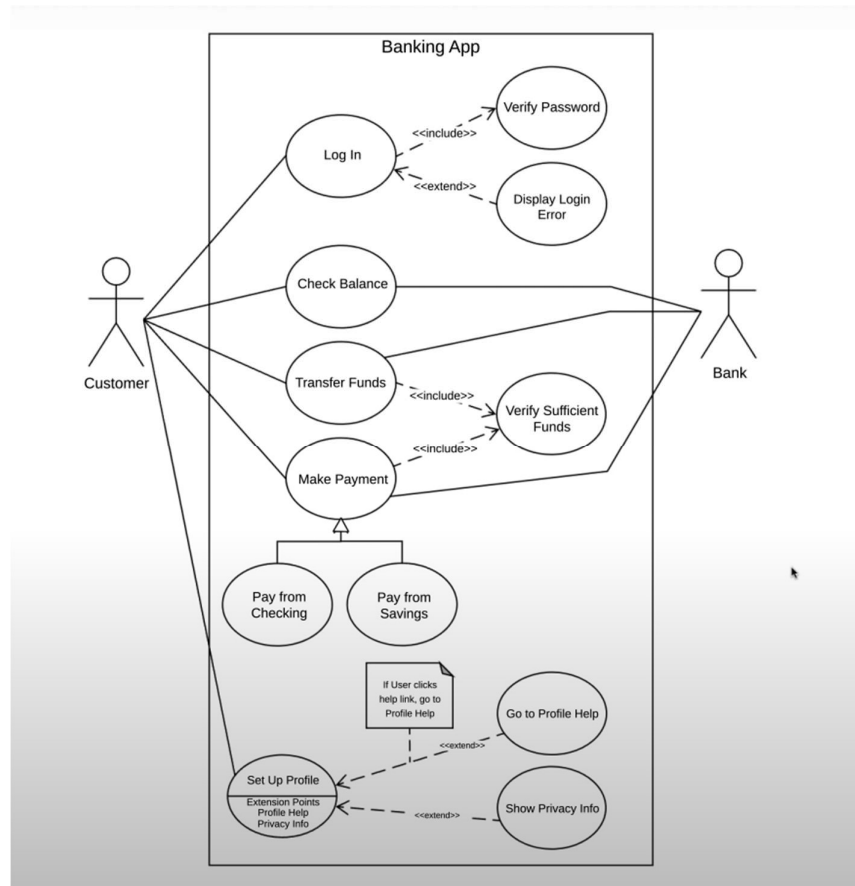 Banking App
Verify Password
<<include>>
Log In
<<extend>>
Display Login
Error
Check Balance
Customer
Bank
Transfer Funds
<<include>>
Verify Sufficient
Funds
<<include>>
Make Payment
Pay from
Checking
Pay from
Savings
If User clicks
help link, go to
Profile Help
Go to Profile Help
<<extend>>
Set Up Profile
Extension Points
Profile Help
Privacy Info
<<extend>>
Show Privacy Info